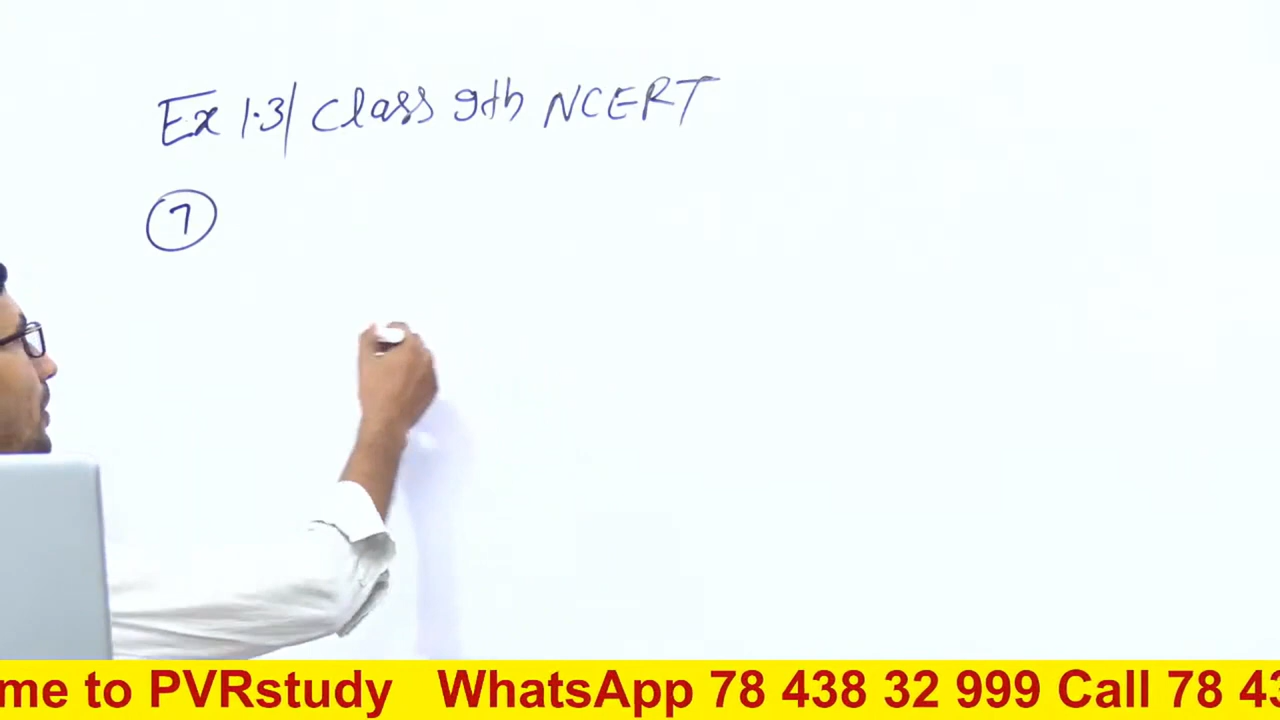 Ex 1.3| Class 9th NCERT
7
me to PVRstudy WhatsApp 78 438 32 999 Call 78 43